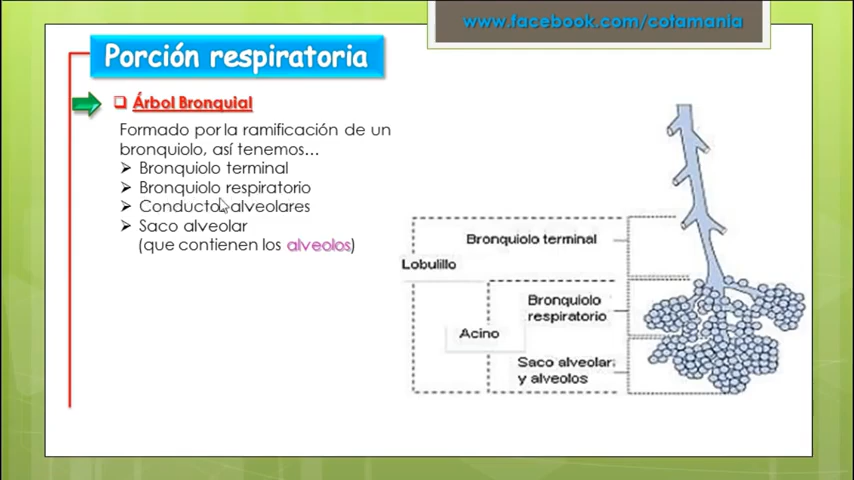 www.facebook.com/cotamania
Porción respiratoria
Árbol Bronquial
Formado por la ramificación de un
bronquiolo, así tenemos…
Bronquiolo terminal
Bronquiolo respiratorio
Conducto alveolares
Saco alveolar
(que contienen los alveolos)
Bronquiolo terminal
Lobulillo
Bronquiolo
respiratorio
Acino
Saco alveolar
y alveolos